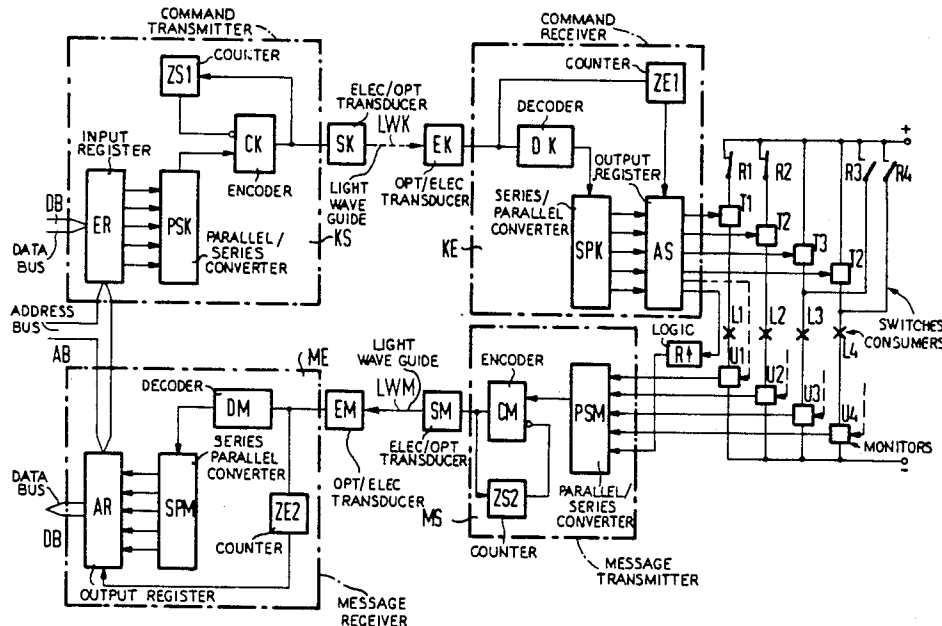 COMMAND
TRANSMITTER
COUNTER
ZS1
ELEC/OPT
TRANSDUCER
LWK
INPUT
REGISTER
CK
SK
EK
ENCODER
LIGHT
WAVE
GUIDE
OPT/ELEC
TRANSDUCER
DB
DATA
BUS
ER
PSK
PARALLEL/
SERIES
CONVERTER
KS
COMMAND
RECEIVER
COUNTER
ZE1
DECODER
DK
OUTPUT
REGISTER
SERIES/
PARALLEL
CONVERTER
KE
SPK
AS
+
R1
R2
R3
R4
T1
T2
T3
T2
L1
L2
L3
L4
SWITCHES
CONSUMERS
LOGIC
R↑
U1
U2
U3
U4
MONITORS
-
ADDRESS
BUS
AB
ME
LIGHT
WAVE
GUIDE
LWM
ENCODER
DECODER
DM
EM
SM
CM
PSM
SERIES
PARALLEL
CONVERTER
OPT/ELEC
TRANSDUCER
ELEC/OPT
TRANSDUCER
DATA
BUS
DB
AR
SPM
ZE2
COUNTER
MS
ZS2
COUNTER
PARALLEL/
SERIES
CONVERTER
OUTPUT REGISTER
MESSAGE
RECEIVER
MESSAGE
TRANSMITTER